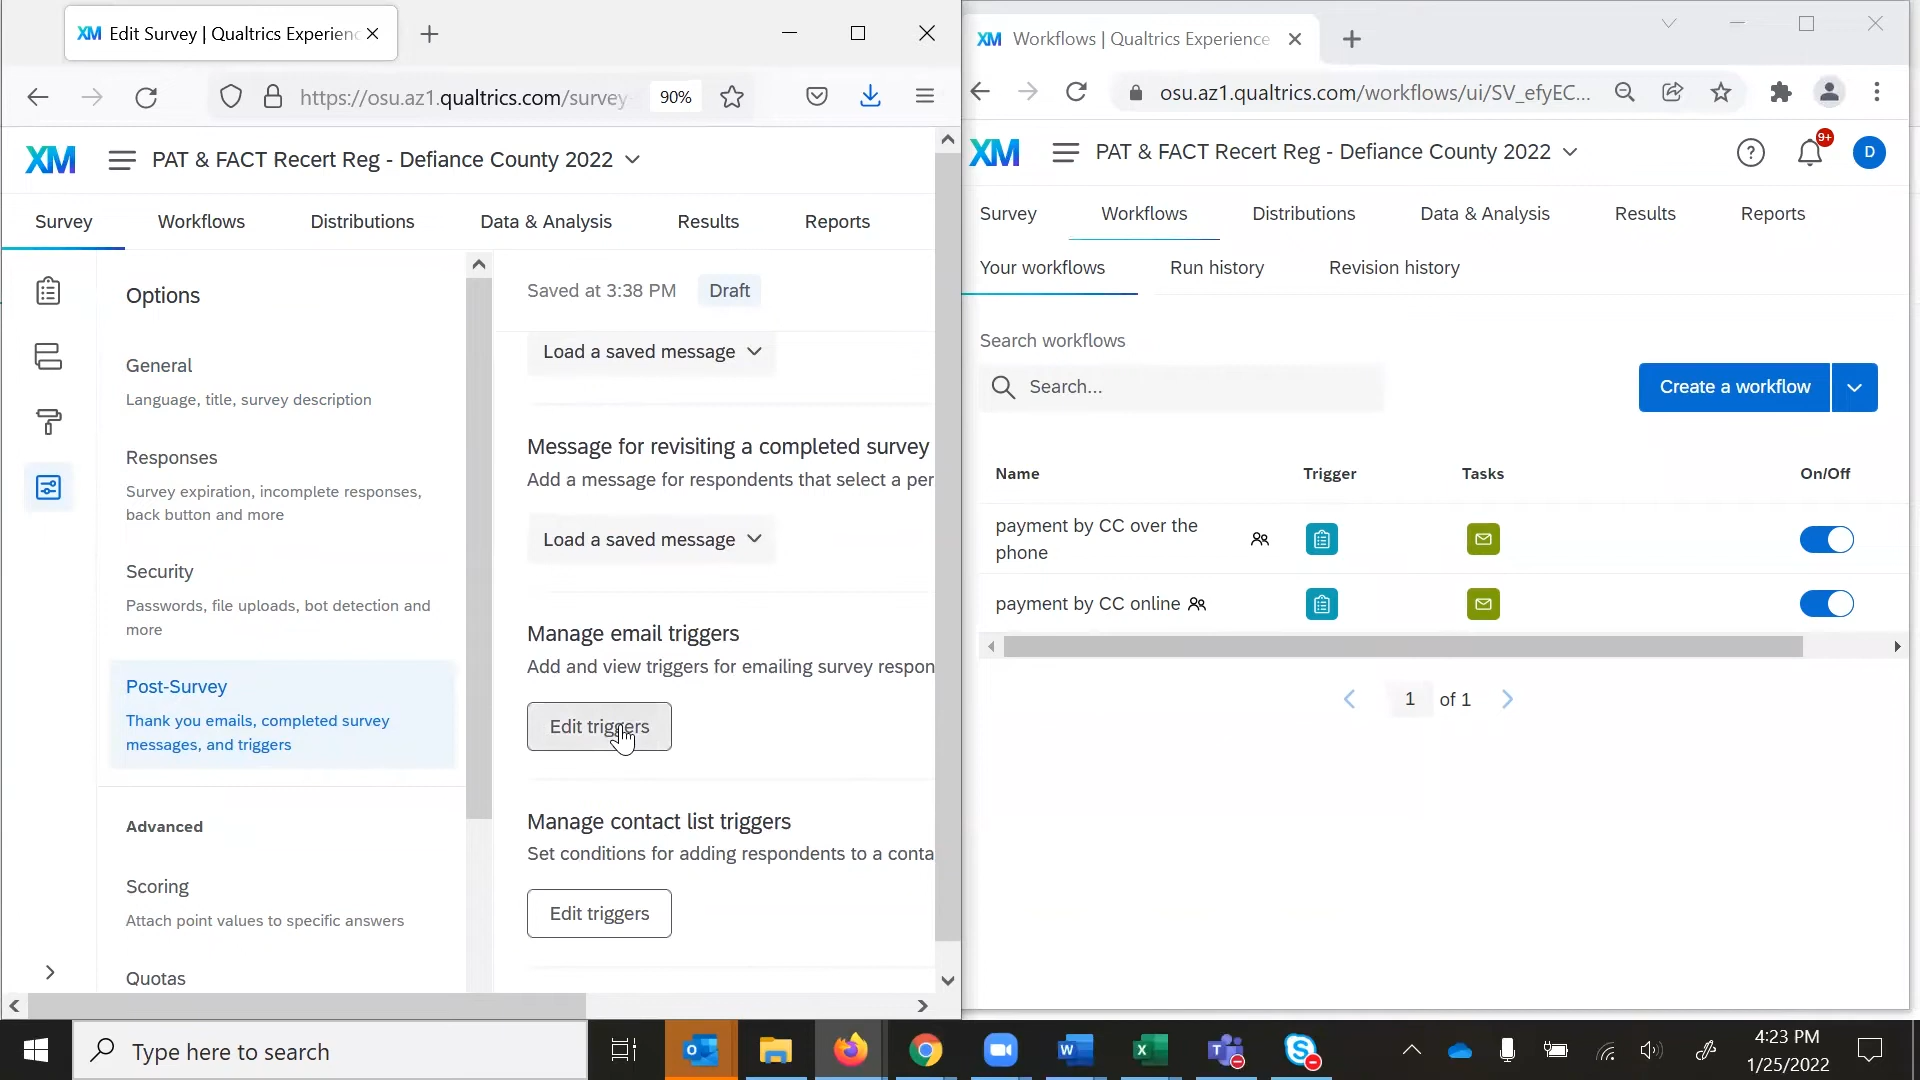 XM Edit Survey | Qualtrics Experienc
https://osu.az1.qualtrics.com/survey-
90%
XM
PAT & FACT Recert Reg - Defiance County 2022
Survey
Workflows
Distributions
Data & Analysis
Results
Reports
Options
General
Language, title, survey description
Responses
Survey expiration, incomplete responses,
back button and more
Security
Passwords, file uploads, bot detection and
more
Post-Survey
Thank you emails, completed survey
messages, and triggers
Advanced
Scoring
Attach point values to specific answers
Quotas
Saved at 3:38 PM
Draft
Load a saved message
Message for revisiting a completed survey
Add a message for respondents that select a per
Load a saved message
Manage email triggers
Add and view triggers for emailing survey respon
Edit triggers
Manage contact list triggers
Set conditions for adding respondents to a conta
Edit triggers
XM Workflows | Qualtrics Experience
osu.az1.qualtrics.com/workflows/ui/SV_efyEC...
XM
PAT & FACT Recert Reg - Defiance County 2022
9+
D
Survey
Workflows
Distributions
Data & Analysis
Results
Reports
Your workflows
Run history
Revision history
Search workflows
Search...
Create a workflow
Name
Trigger
Tasks
On/Off
payment by CC over the
phone
payment by CC online
1 of 1
Type here to search
4:23 PM
1/25/2022